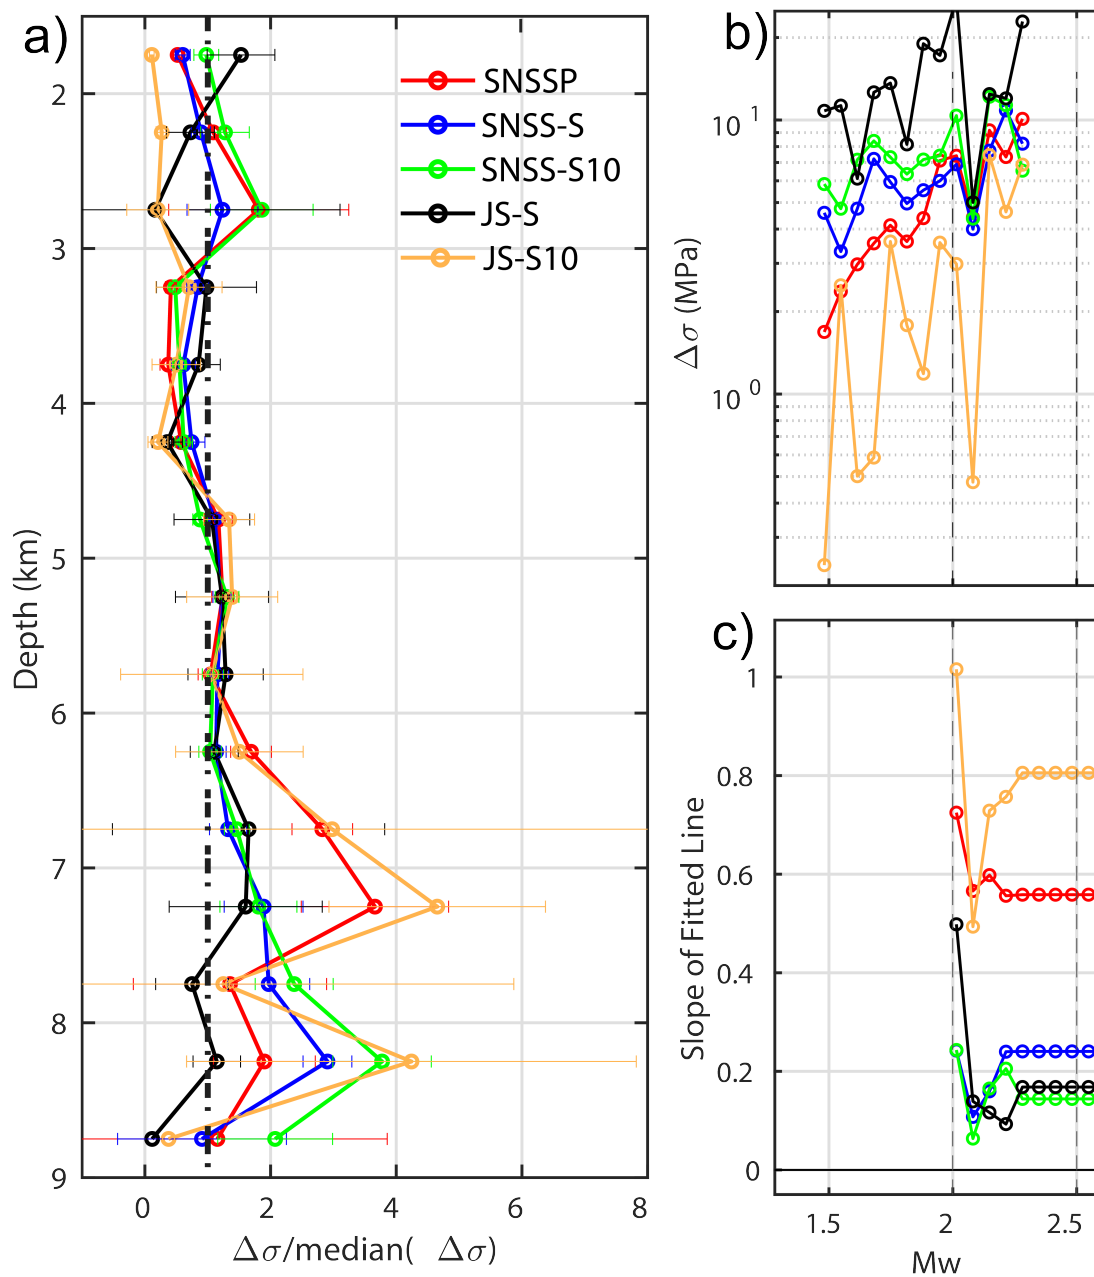 a)
SNSSP
SNSS-S
SNSS-S10
JS-S
JS-S10
2
3
4
5
6
7
8
9
Depth (km)
0 2 4 6 8
Δσ/median( Δσ)
b)
10 1
10 0
Δσ (MPa)
c)
1
0.8
0.6
0.4
0.2
0
Slope of Fitted Line
1.5 2 2.5
Mw